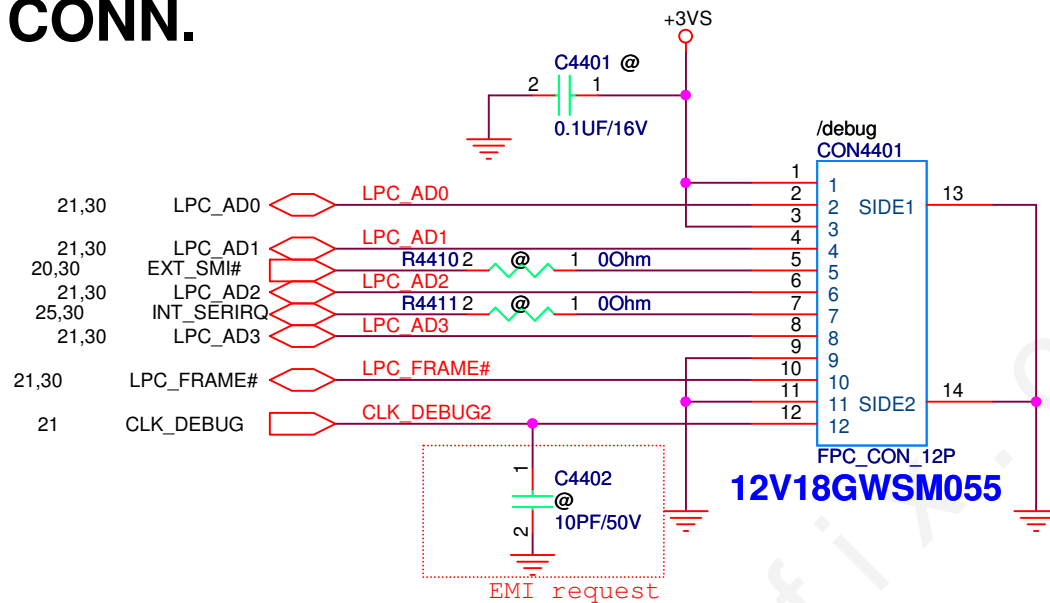 CONN.
+3VS
C4401 @
2 1
0.1UF/16V
/debug
CON4401
1 1
21,30 LPC_AD0 LPC_AD0 2 2 SIDE1 13
3 3
21,30 LPC_AD1 LPC_AD1 4 4
20,30 EXT_SMI# R4410 2 @ 1 0Ohm 5 5
21,30 LPC_AD2 LPC_AD2 6 6
25,30 INT_SERIRQ R4411 2 @ 1 0Ohm 7 7
21,30 LPC_AD3 LPC_AD3 8 8
9 9
21,30 LPC_FRAME# LPC_FRAME# 10 10
11 11 SIDE2 14
21 CLK_DEBUG CLK_DEBUG2 12 12
FPC_CON_12P
12V18GWSM055
1
C4402
@
10PF/50V
2
EMI request